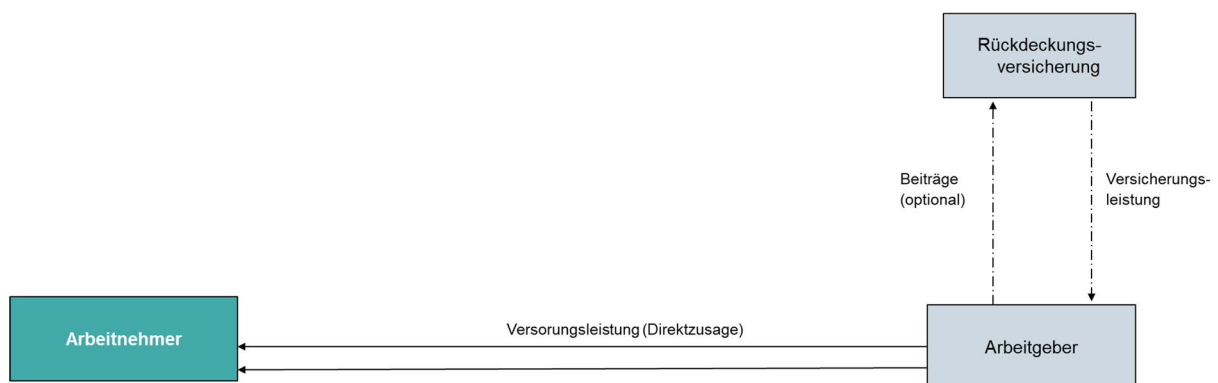 Rückdeckungs-
versicherung
Beiträge
(optional)
Versicherungs-
leistung
Arbeitnehmer
Versorungsleistung (Direktzusage)
Arbeitgeber